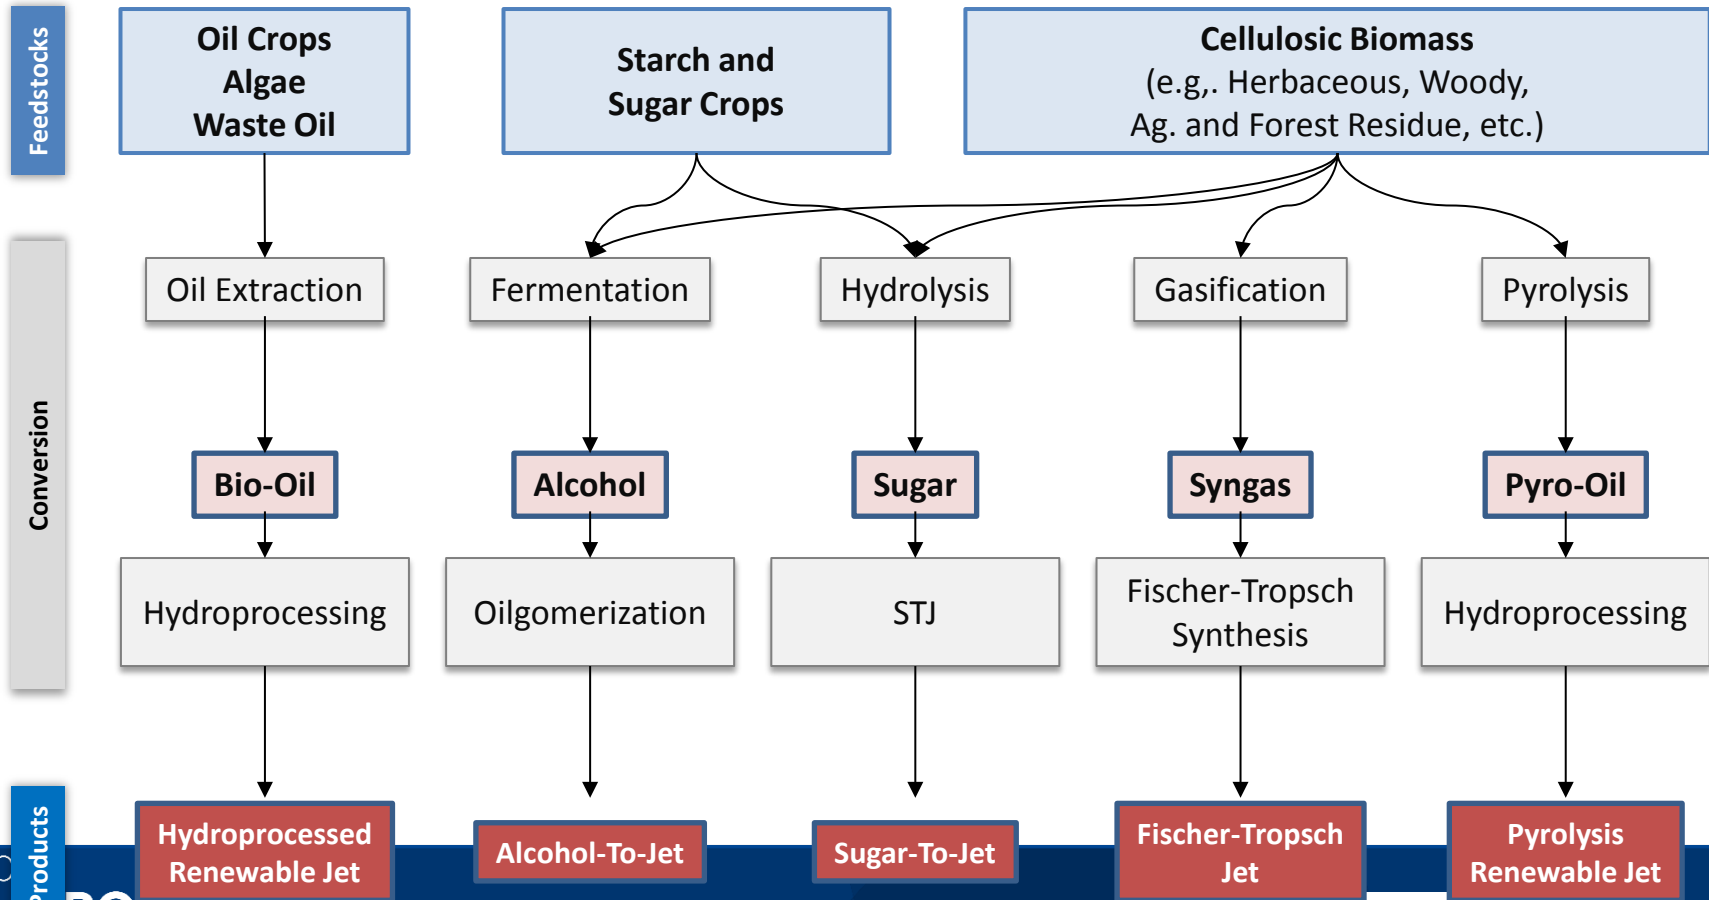 Feedstocks
Oil Crops
Algae
Waste Oil
Starch and
Sugar Crops
Cellulosic Biomass
(e.g,. Herbaceous, Woody,
Ag. and Forest Residue, etc.)
Conversion
Oil Extraction
Fermentation
Hydrolysis
Gasification
Pyrolysis
Bio-Oil
Alcohol
Sugar
Syngas
Pyro-Oil
Hydroprocessing
Oilgomerization
STJ
Fischer-Tropsch
Synthesis
Hydroprocessing
Products
Hydroprocessed
Renewable Jet
Alcohol-To-Jet
Sugar-To-Jet
Fischer-Tropsch
Jet
Pyrolysis
Renewable Jet